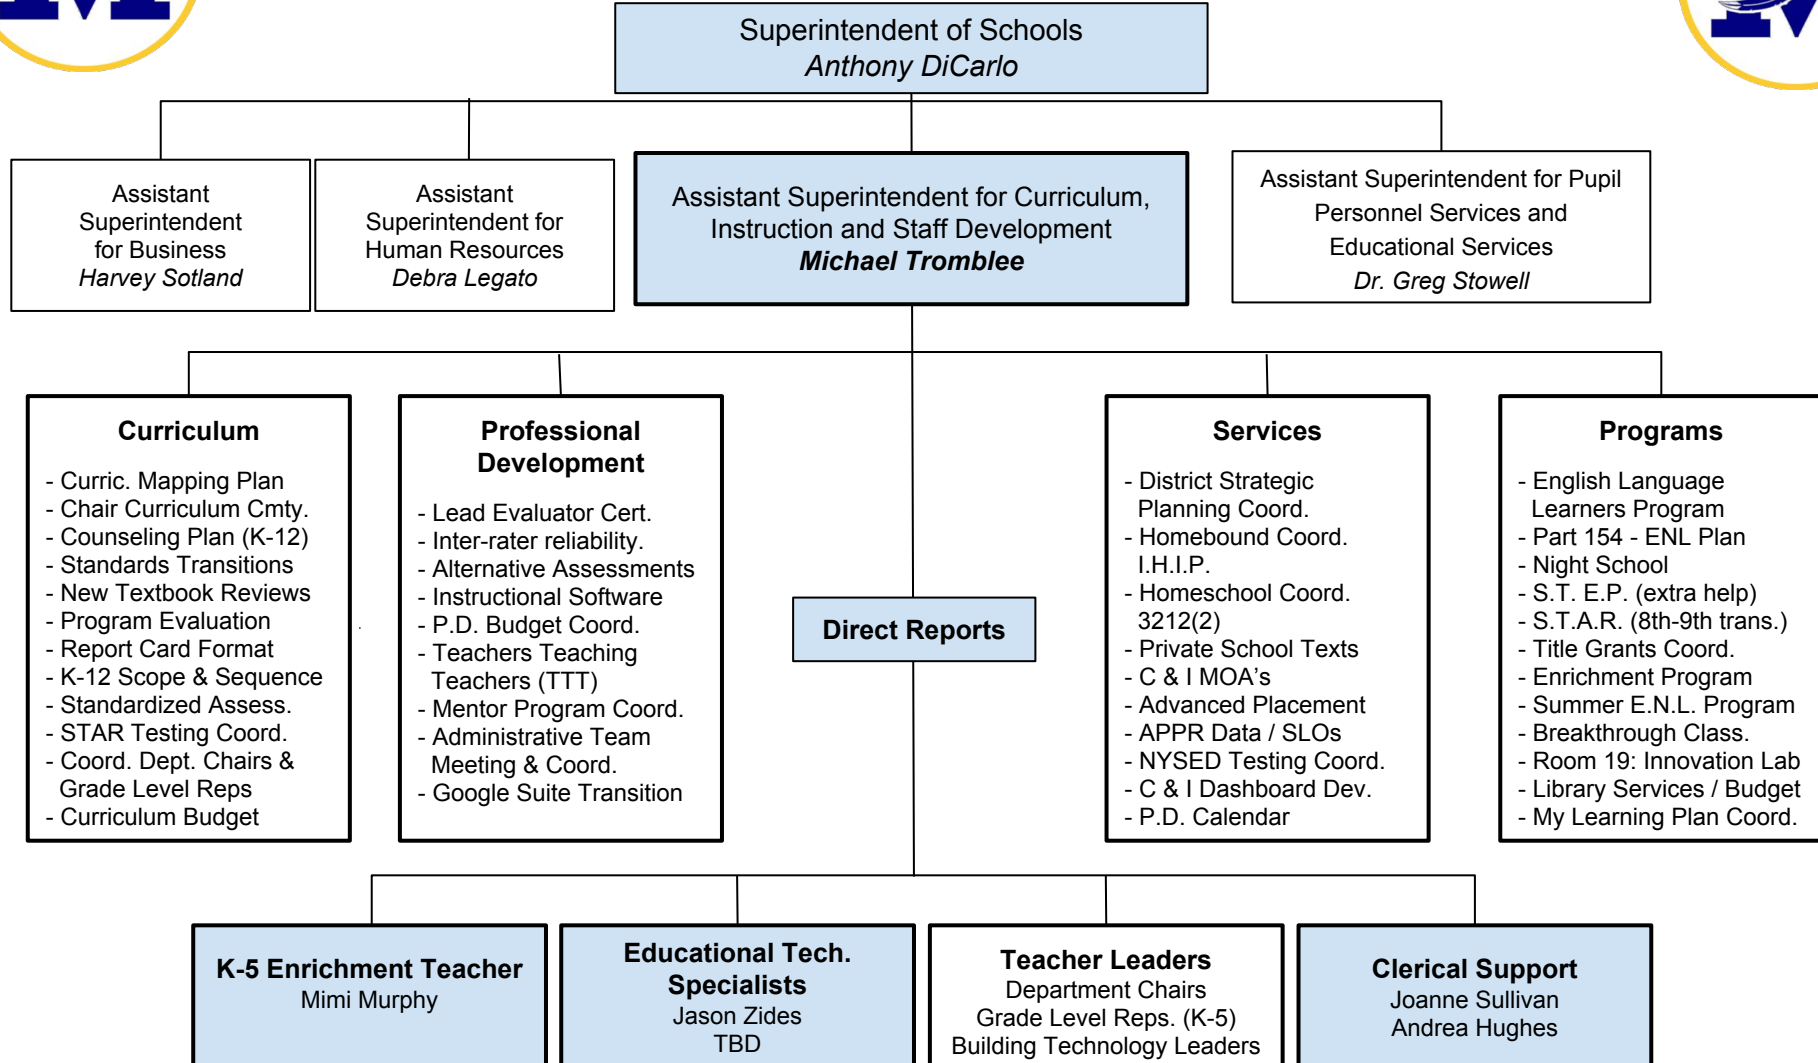 M
M
Superintendent of Schools
Anthony DiCarlo
Assistant
Superintendent
for Business
Harvey Sotland
Assistant
Superintendent for
Human Resources
Debra Legato
Assistant Superintendent for Curriculum,
Instruction and Staff Development
Michael Tromblee
Assistant Superintendent for Pupil
Personnel Services and
Educational Services
Dr. Greg Stowell
Curriculum
- Curric. Mapping Plan
- Chair Curriculum Cmty.
- Counseling Plan (K-12)
- Standards Transitions
- New Textbook Reviews
- Program Evaluation
- Report Card Format
- K-12 Scope & Sequence
- Standardized Assess.
- STAR Testing Coord.
- Coord. Dept. Chairs &
Grade Level Reps
- Curriculum Budget
Professional
Development
- Lead Evaluator Cert.
- Inter-rater reliability.
- Alternative Assessments
- Instructional Software
- P.D. Budget Coord.
- Teachers Teaching
Teachers (TTT)
- Mentor Program Coord.
- Administrative Team
Meeting & Coord.
- Google Suite Transition
Direct Reports
Services
- District Strategic
Planning Coord.
- Homebound Coord.
I.H.I.P.
- Homeschool Coord.
3212(2)
- Private School Texts
- C & I MOA's
- Advanced Placement
- APPR Data / SLOs
- NYSED Testing Coord.
- C & I Dashboard Dev.
- P.D. Calendar
Programs
- English Language
Learners Program
- Part 154 - ENL Plan
- Night School
- S.T. E.P. (extra help)
- S.T.A.R. (8th-9th trans.)
- Title Grants Coord.
- Enrichment Program
- Summer E.N.L. Program
- Breakthrough Class.
- Room 19: Innovation Lab
- Library Services / Budget
- My Learning Plan Coord.
K-5 Enrichment Teacher
Mimi Murphy
Educational Tech.
Specialists
Jason Zides
TBD
Teacher Leaders
Department Chairs
Grade Level Reps. (K-5)
Building Technology Leaders
Clerical Support
Joanne Sullivan
Andrea Hughes